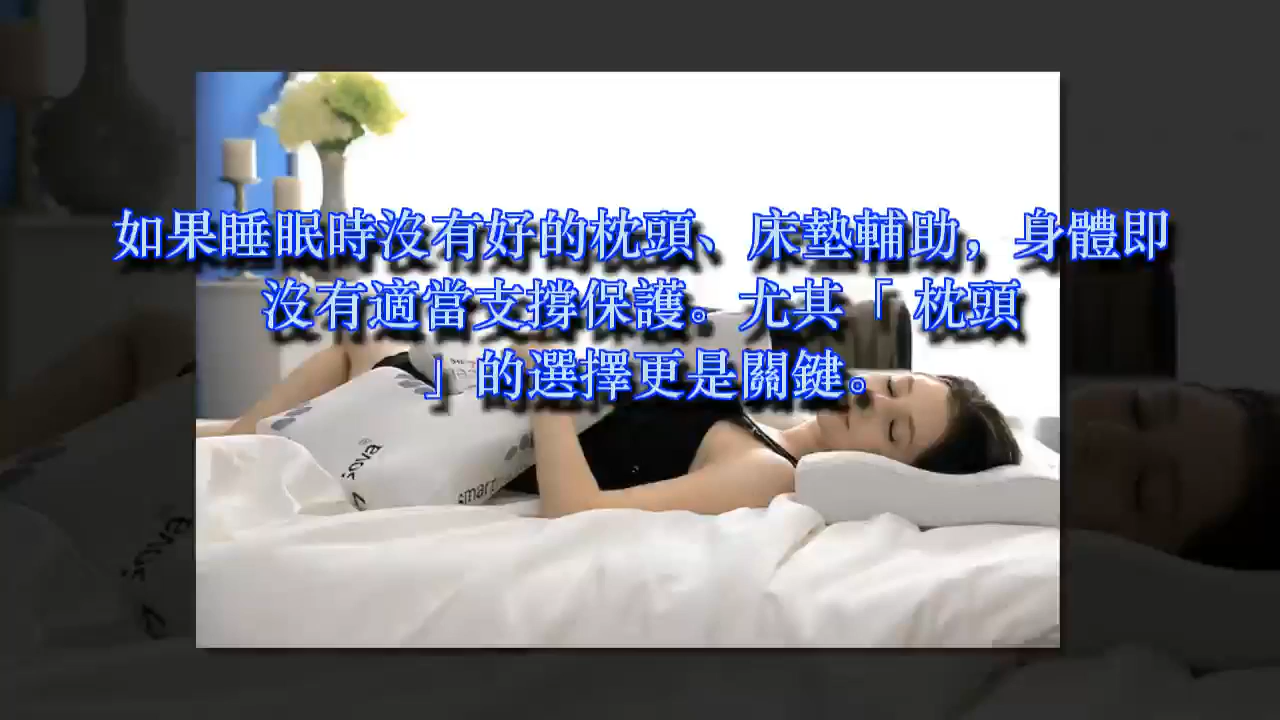 如果睡眠時沒有好的枕頭、床墊輔助，身體即
沒有適當支撐保護。尤其「 枕頭
」的選擇更是關鍵。
smart